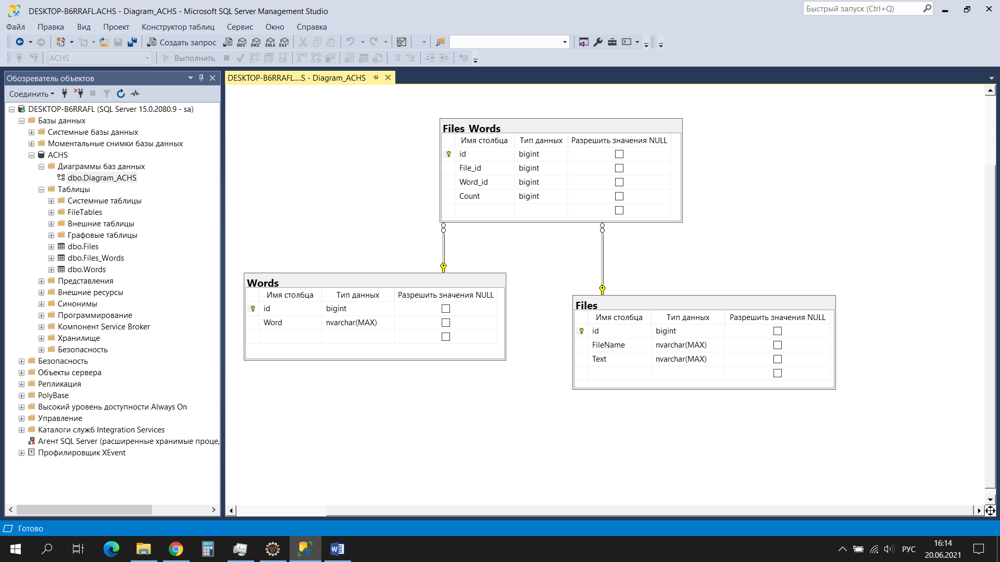 DESKTOP-B6RRAFL.ACHS - Diagram_ACHS - Microsoft SQL Server Management Studio
Быстрый запуск (Ctrl+Q)
Файл Правка Вид Проект Конструктор таблиц Сервис Окно Справка
Создать запрос MDX DMX XMLA DAX
ACHS Выполнить
Обозреватель объектов
DESKTOP-B6RRAFL....S - Diagram_ACHS
Соединить
DESKTOP-B6RRAFL (SQL Server 15.0.2080.9 - sa)
Базы данных
Системные базы данных
Моментальные снимки базы данных
ACHS
Диаграммы баз данных
dbo.Diagram_ACHS
Таблицы
Системные таблицы
FileTables
Внешние таблицы
Графовые таблицы
dbo.Files
dbo.Files_Words
dbo.Words
Представления
Внешние ресурсы
Синонимы
Программирование
Компонент Service Broker
Хранилище
Безопасность
Безопасность
Объекты сервера
Репликация
PolyBase
Высокий уровень доступности Always On
Управление
Каталоги служб Integration Services
Агент SQL Server (расширенные хранимые проце,
Профилировщик XEvent
Files_Words
Имя столбца Тип данных Разрешить значения NULL
id bigint
File_id bigint
Word_id bigint
Count bigint
Words
Имя столбца Тип данных Разрешить значения NULL
id bigint
Word nvarchar(MAX)
Files
Имя столбца Тип данных Разрешить значения NULL
id bigint
FileName nvarchar(MAX)
Text nvarchar(MAX)
Готово
РУС
16:14
20.06.2021